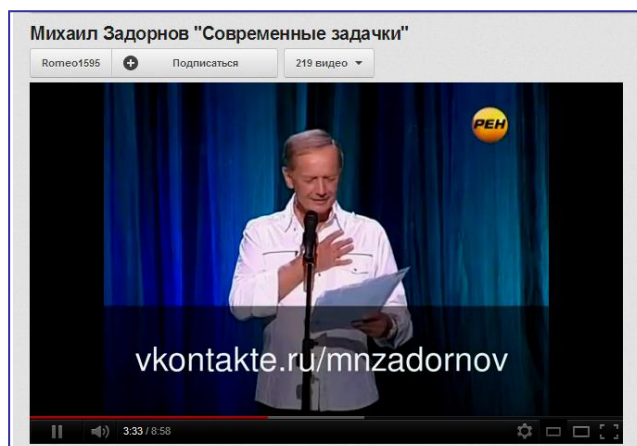 Михаил Задорнов "Современные задачки"
Romeo1595 Подписаться 219 видео
РЕН
vkontakte.ru/mnzadornov
3:33 / 8:58